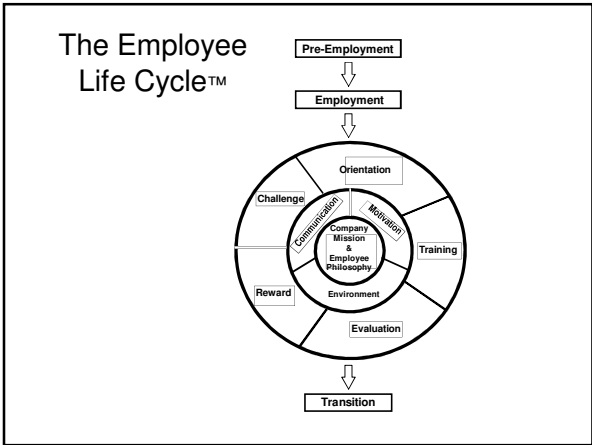 The Employee
Life Cycle™
Pre-Employment
Employment
Orientation
Challenge
Communication
Motivation
Company
Mission
&
Employee
Philosophy
Training
Reward
Environment
Evaluation
Transition